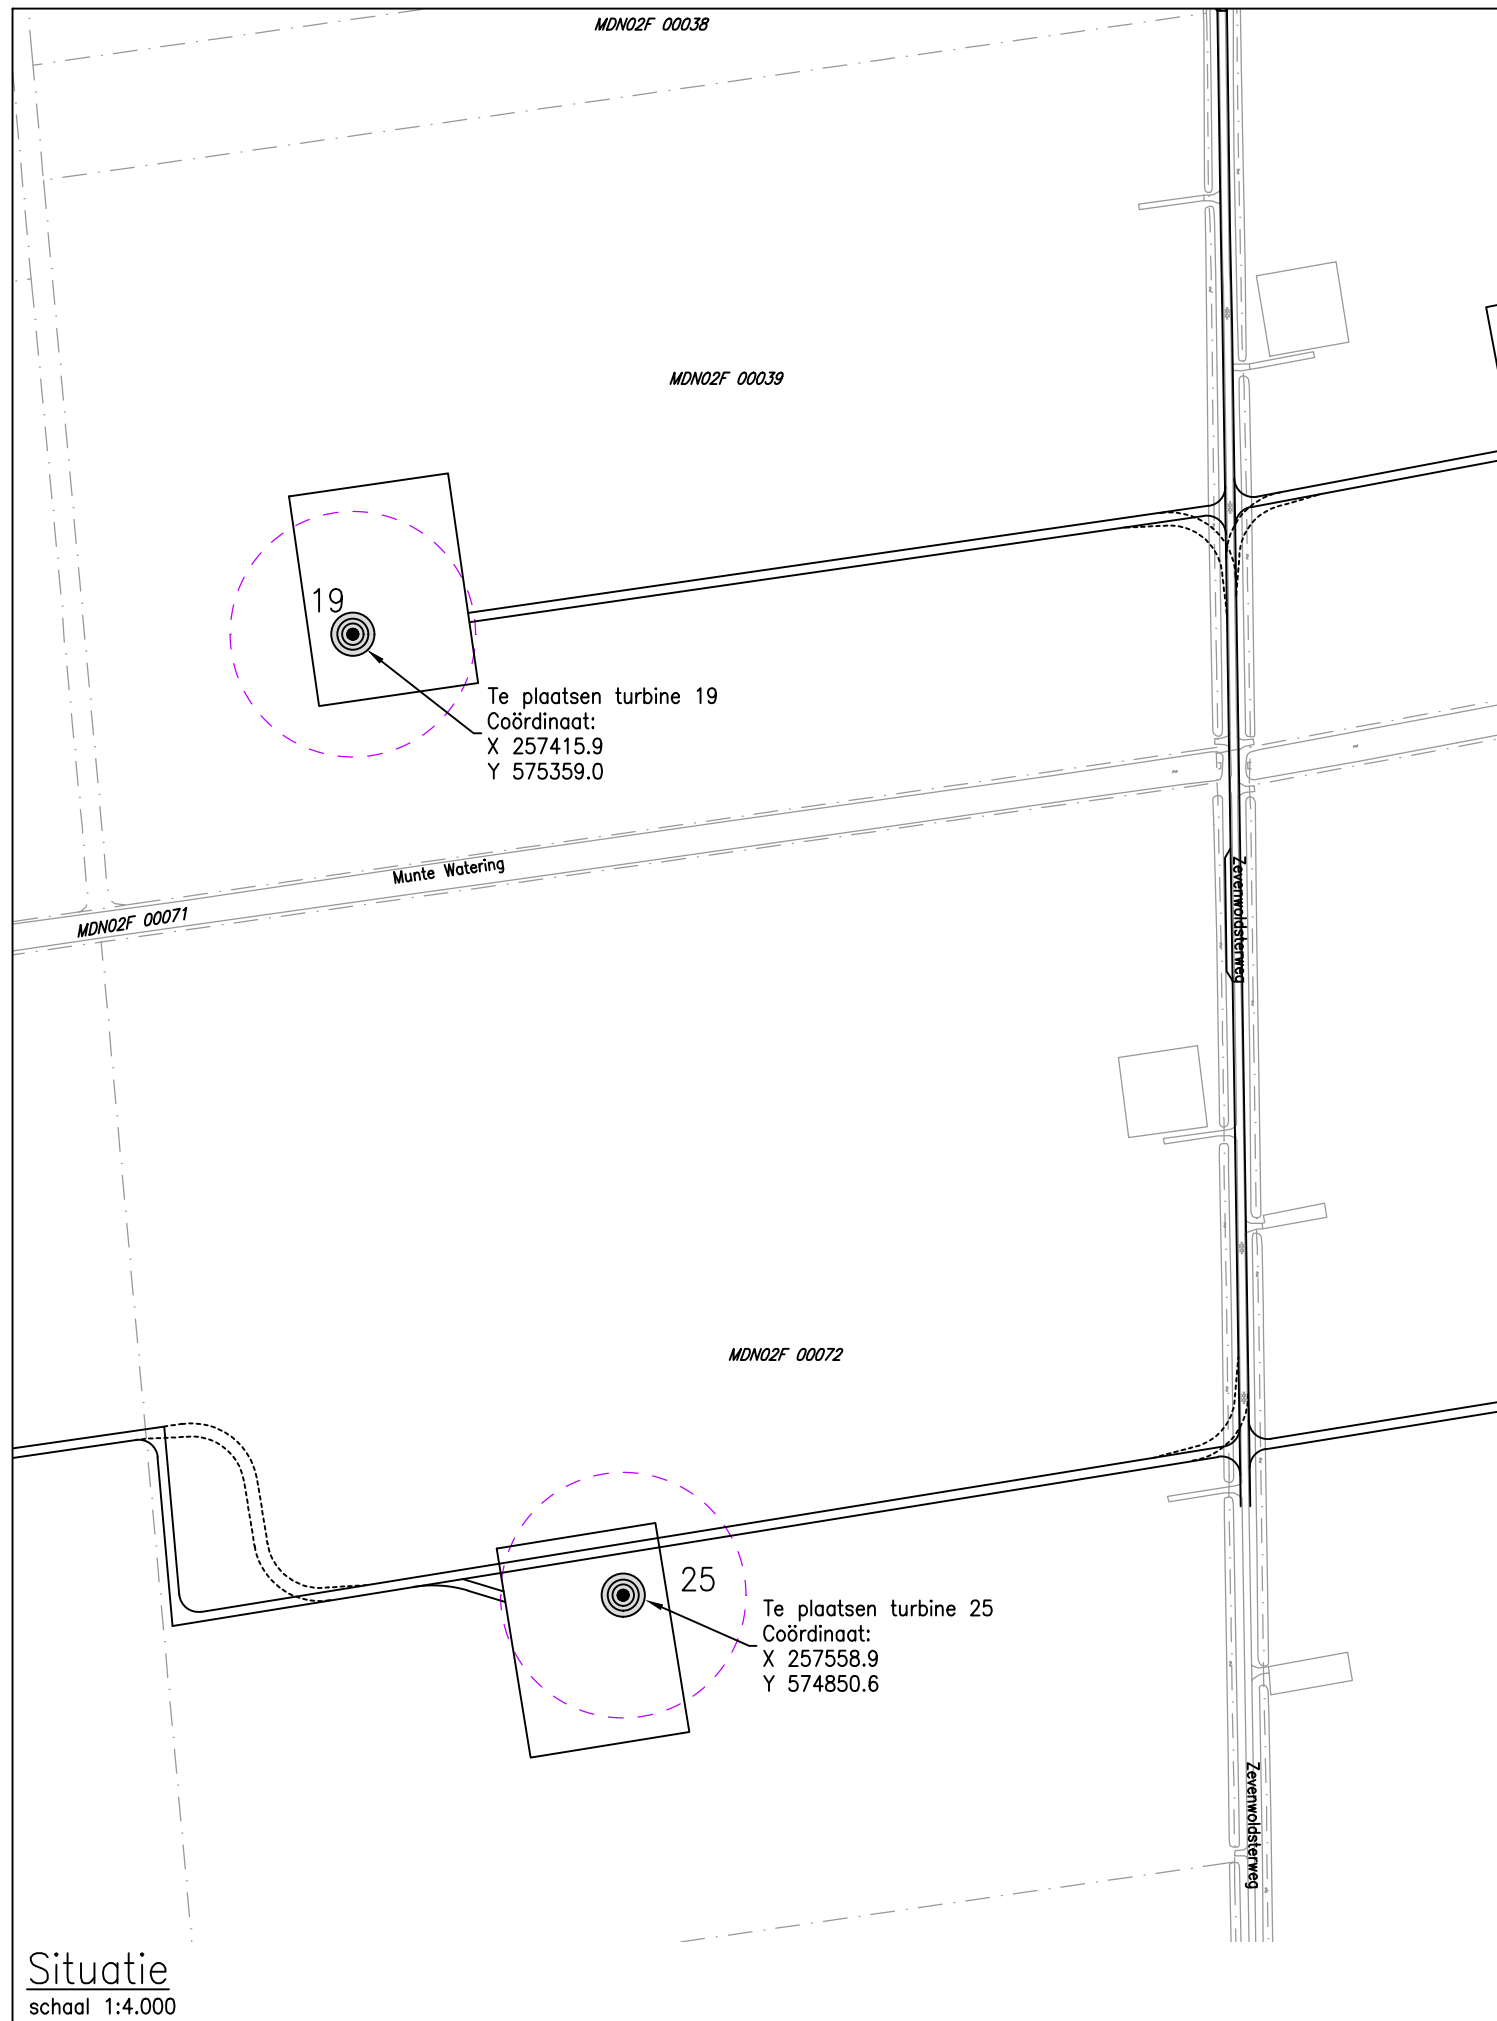 MDN02F 00038
MDN02F 00039
19
Te plaatsen turbine 19
Coördinaat:
X 257415.9
Y 575359.0
Munte Watering
Zevenwoldsterweg
MDN02F 00071
MDN02F 00072
25
Te plaatsen turbine 25
Coördinaat:
X 257558.9
Y 574850.6
Zevenwoldsterweg
Situatie
schaal 1:4.000